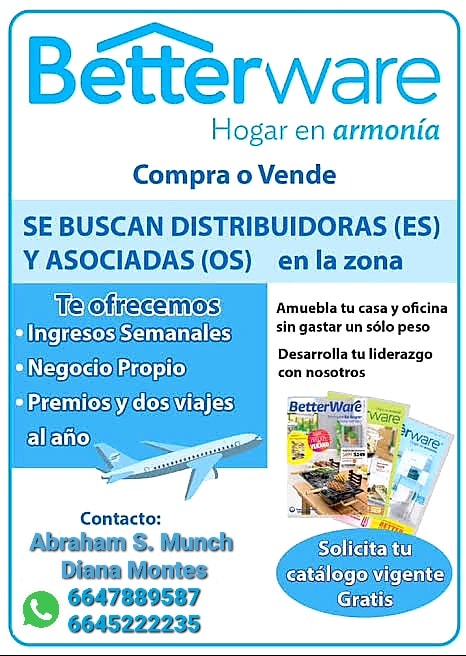 Betterware
Hogar en armonía
Compra o Vende
SE BUSCAN DISTRIBUIDORAS (ES)
Y ASOCIADAS (OS) en la zona
Te ofrecemos
• Ingresos Semanales
• Negocio Propio
• Premios y dos viajes
al año
Amuebla tu casa y oficina
sin gastar un sólo peso
Desarrolla tu liderazgo
con nosotros
BetterWare
Betterware
Contacto:
Abraham S. Munch
Diana Montes
6647889587
6645222235
Solicita tu
catálogo vigente
Gratis